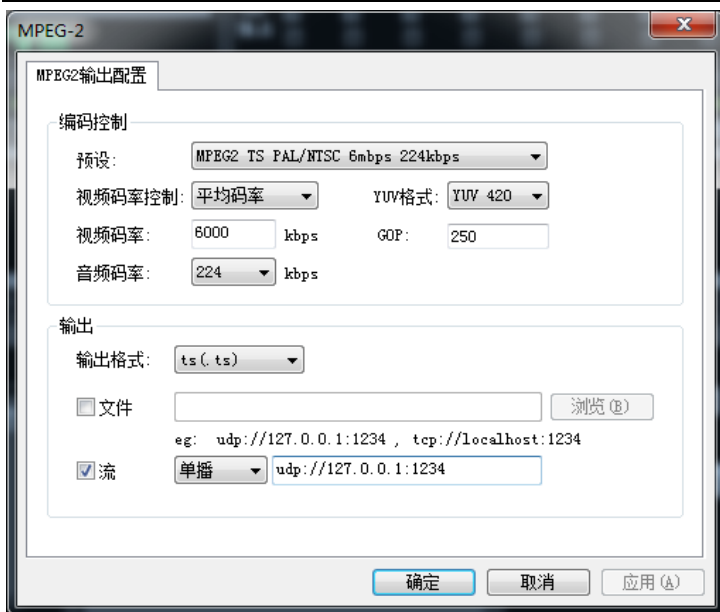 MPEG-2
MPEG2输出配置
编码控制
预设: MPEG2 TS PAL/NTSC 6mbps 224kbps
视频码率控制: 平均码率 YUV格式: YUV 420
视频码率: 6000 kbps GOP: 250
音频码率: 224 kbps
输出
输出格式: ts(.ts)
文件 浏览(B)
eg: udp://127.0.0.1:1234 , tcp://localhost:1234
流 单播 udp://127.0.0.1:1234
确定 取消 应用(A)